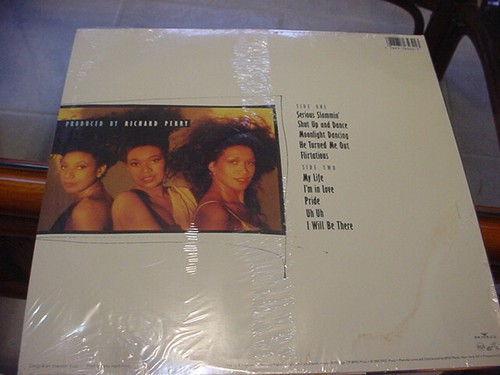 PRODUCED BY RICHARD PERRY
SIDE ONE
Serious Slammin'
Shut Up and Dance
Moonlight Dancing
He Turned Me Out
Flirtatious
SIDE TWO
My Life
I'm in Love
Pride
Uh Uh
I Will Be There